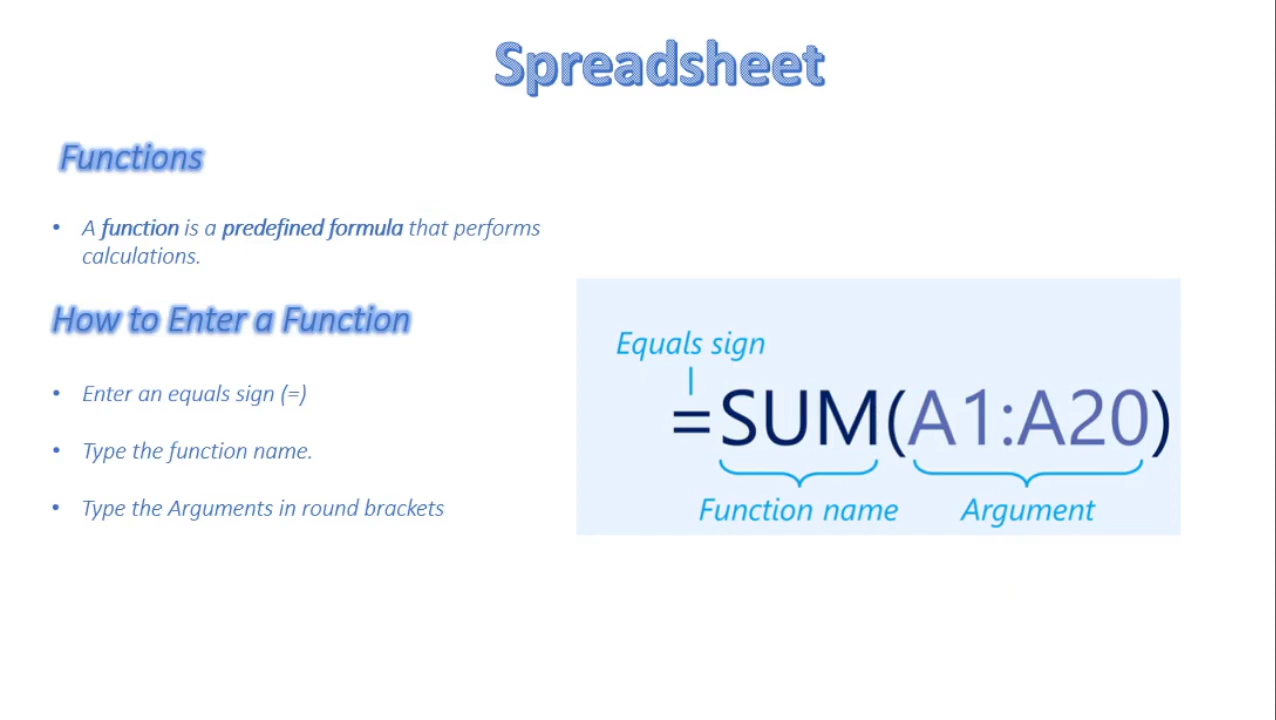 Spreadsheet
Functions
• A function is a predefined formula that performs
calculations.
How to Enter a Function
• Enter an equals sign (=)
• Type the function name.
• Type the Arguments in round brackets
Equals sign
=SUM(A1:A20)
Function name
Argument